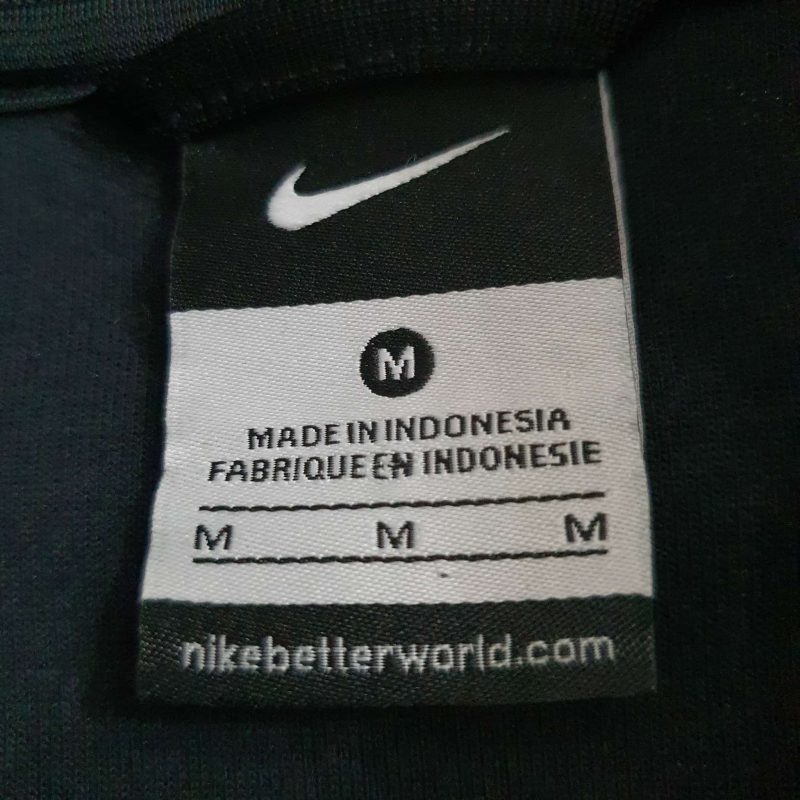 M
MADE IN INDONESIA
FABRIQUE EN INDONESIE
M M M
nikebetterworld.com